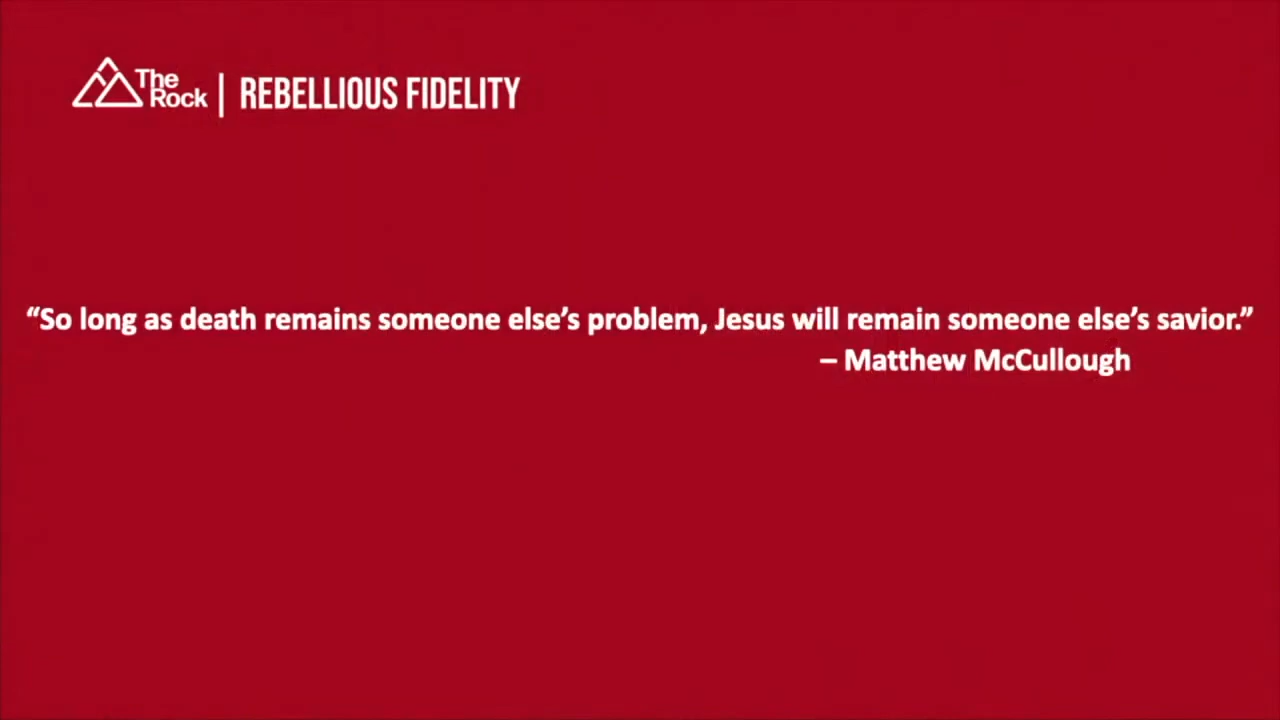 The
Rock | REBELLIOUS FIDELITY
“So long as death remains someone else’s problem, Jesus will remain someone else’s savior.”
– Matthew McCullough